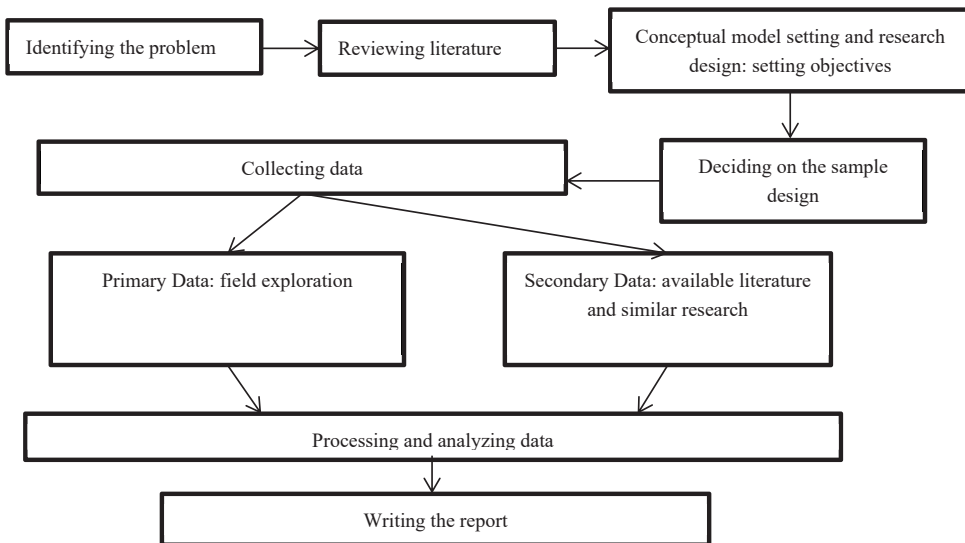 Identifying the problem
Reviewing literature
Conceptual model setting and research
design: setting objectives
Deciding on the sample
design
Collecting data
Primary Data: field exploration
Secondary Data: available literature
and similar research
Processing and analyzing data
Writing the report